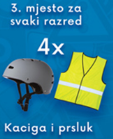 3. mjesto za
svaki razred
4x
Kaciga i prsluk